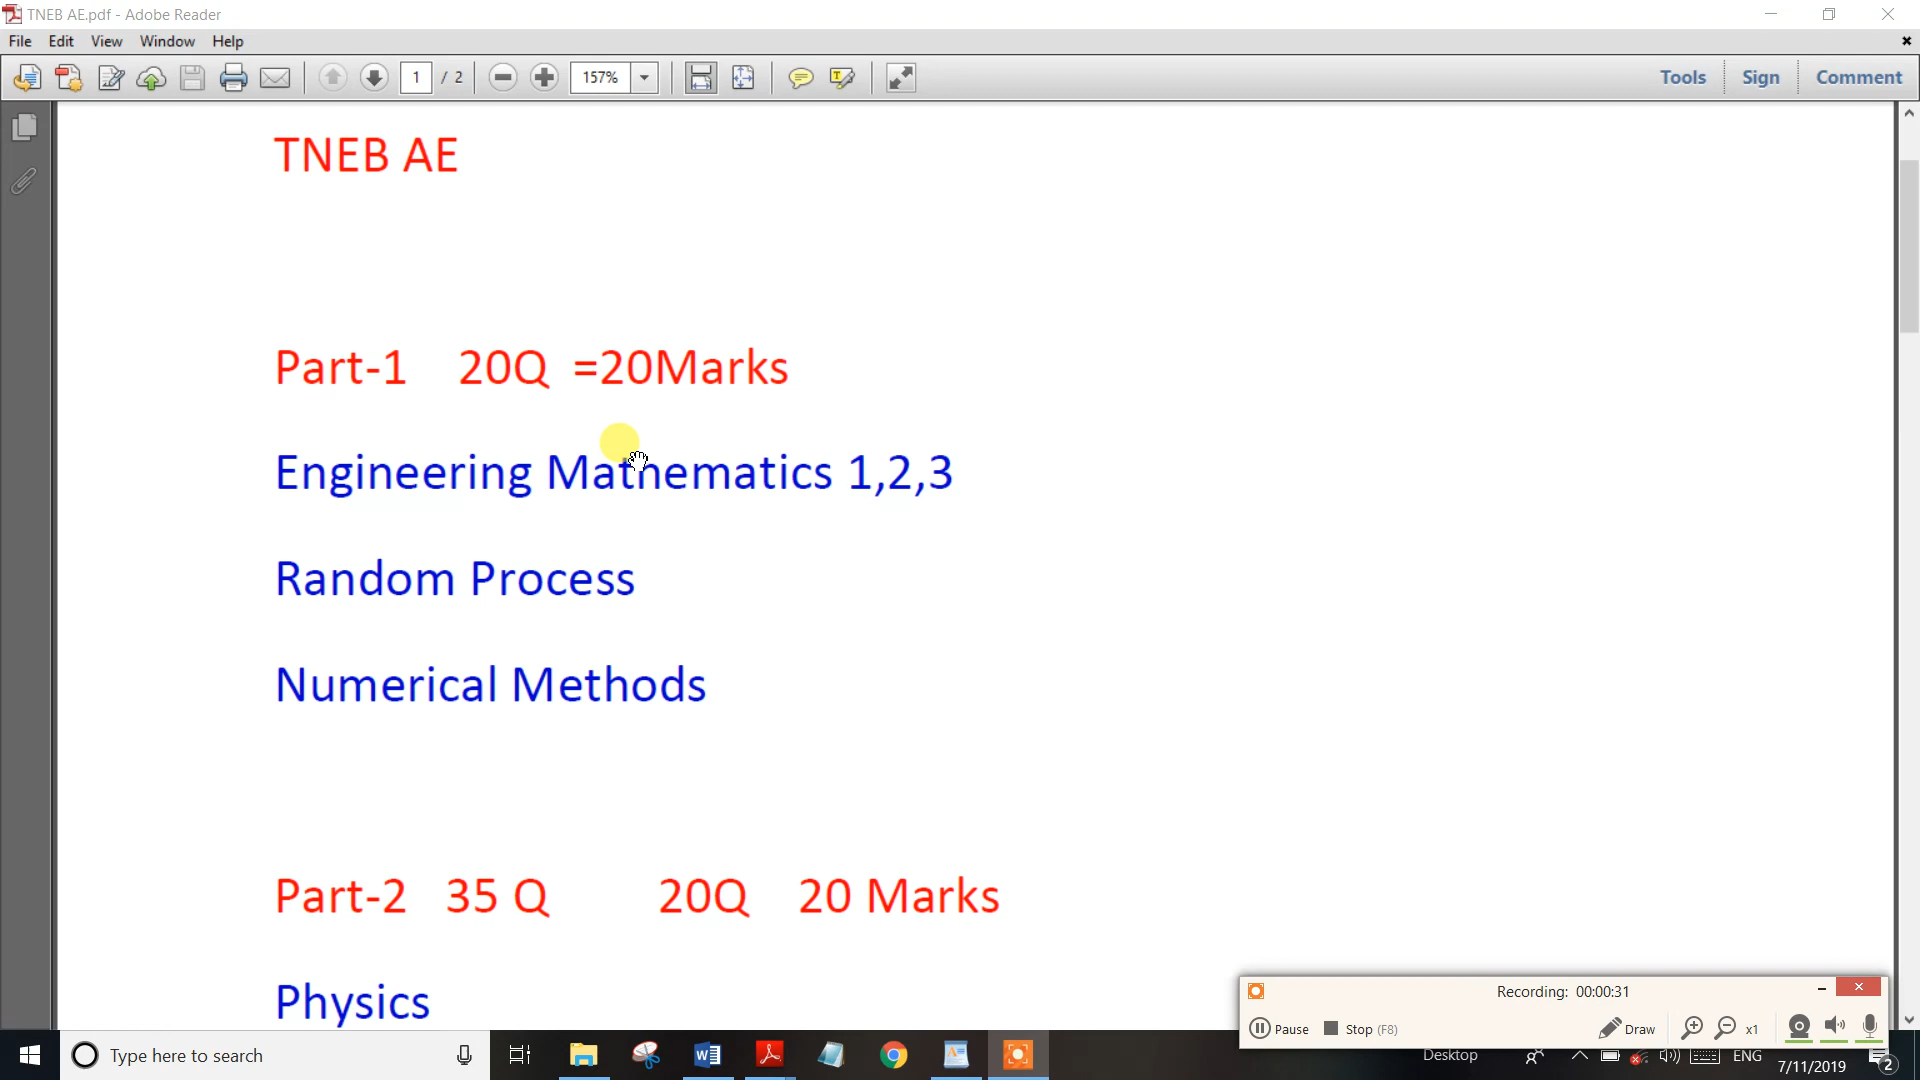 TNEB AE.pdf - Adobe Reader
File Edit View Window Help
1 / 2 157% Tools Sign Comment
TNEB AE
Part-1 20Q =20Marks
Engineering Mathematics 1,2,3
Random Process
Numerical Methods
Part-2 35 Q 20Q 20 Marks
Physics
Recording: 00:00:31
Pause Stop (F8) Draw x1
Type here to search
Desktop ENG
7/11/2019 2